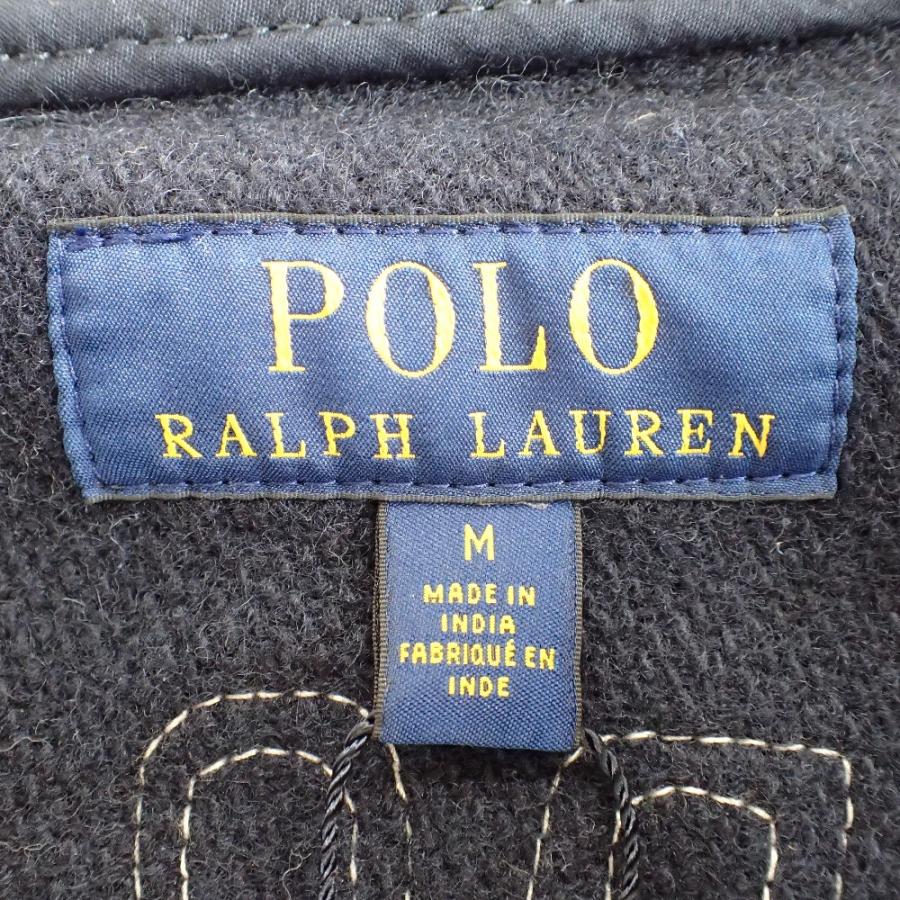 POLO
RALPH LAUREN
M
MADE IN
INDIA
FABRIQUÉ EN
INDE